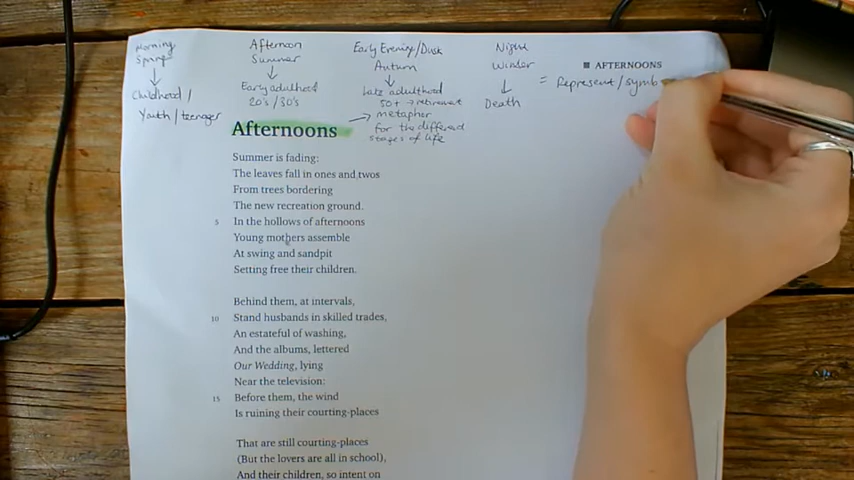 Morning
Spring
Childhood /
Youth / teenager
Afternoon
Summer
Early adulthood
20's / 30's
Early Evening / Dusk
Autumn
Late adulthood
50+ → retirement
→ metaphor
for the different
stages of life
Night
Winter
Death
= Represent / symb
■ AFTERNOONS
Afternoons
Summer is fading:
The leaves fall in ones and twos
From trees bordering
The new recreation ground.
5 In the hollows of afternoons
Young mothers assemble
At swing and sandpit
Setting free their children.
Behind them, at intervals,
10 Stand husbands in skilled trades,
An estateful of washing,
And the albums, lettered
Our Wedding, lying
Near the television:
15 Before them, the wind
Is ruining their courting-places
That are still courting-places
(But the lovers are all in school),
And their children, so intent on